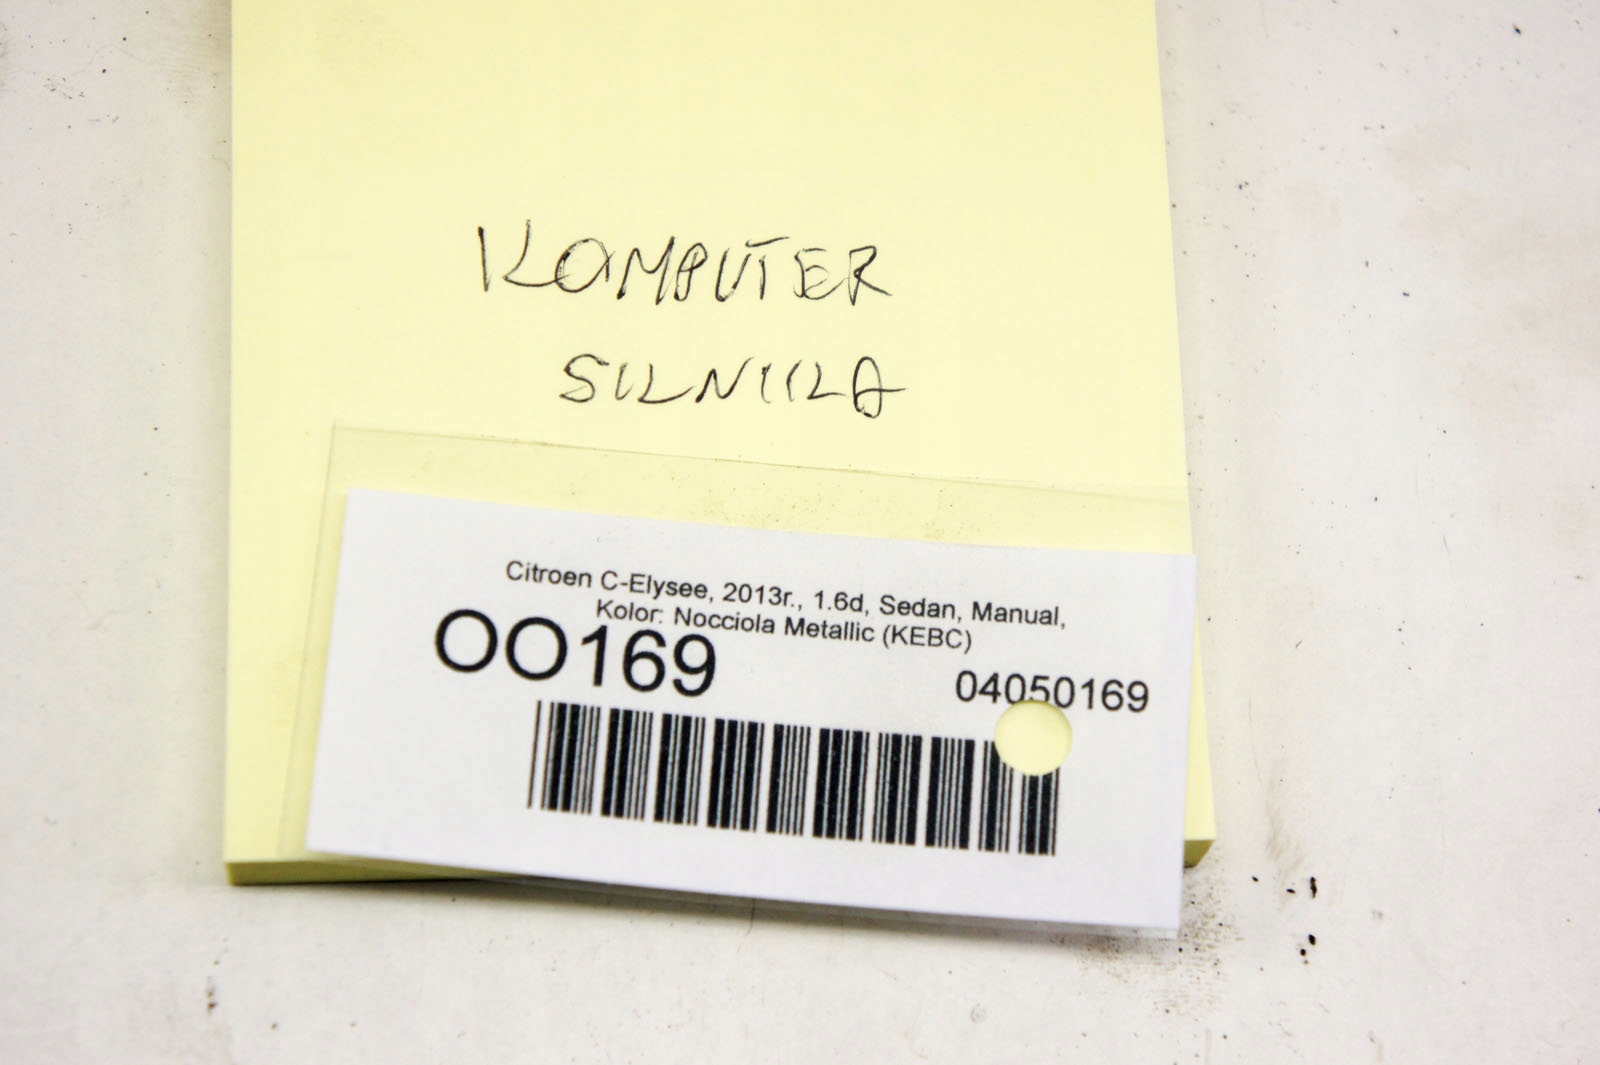 KOMPUTER
SILNIKA
Citroen C-Elysee, 2013r., 1.6d, Sedan, Manual,
Kolor: Nocciola Metallic (KEBC)
OO169
04050169